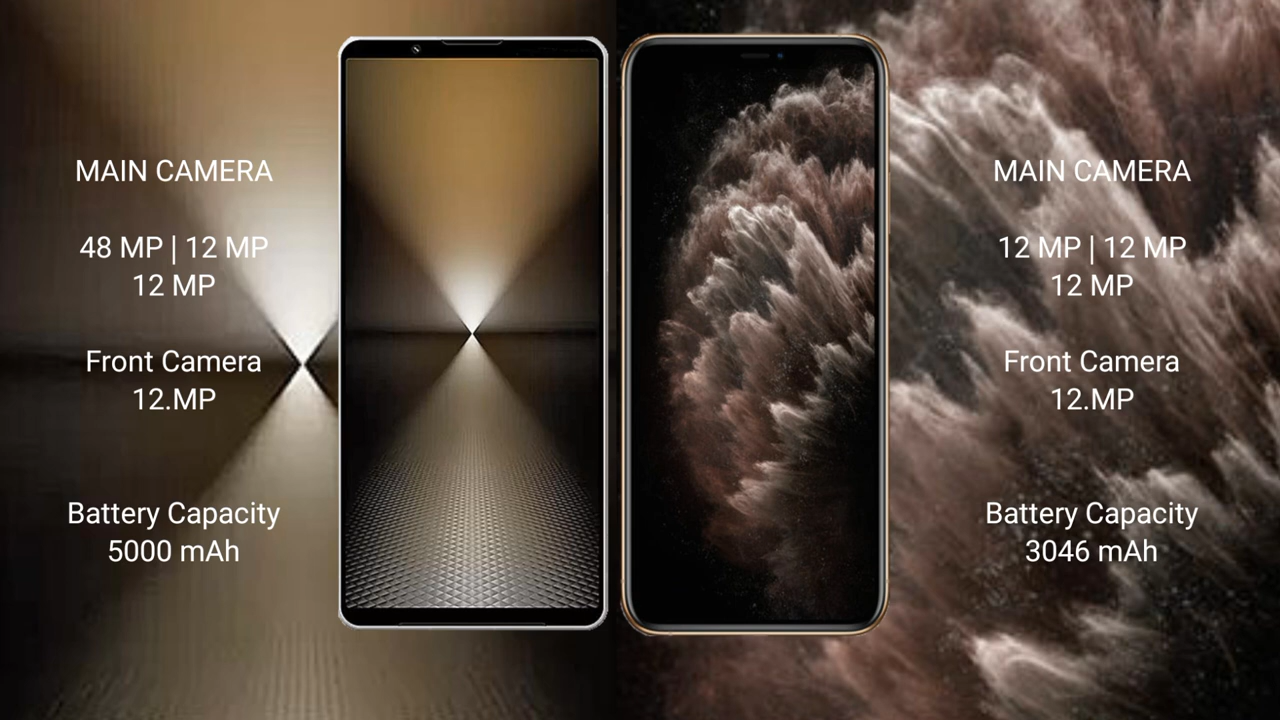 MAIN CAMERA
48 MP | 12 MP
12 MP
Front Camera
12.MP
Battery Capacity
5000 mAh
MAIN CAMERA
12 MP | 12 MP
12 MP
Front Camera
12.MP
Battery Capacity
3046 mAh